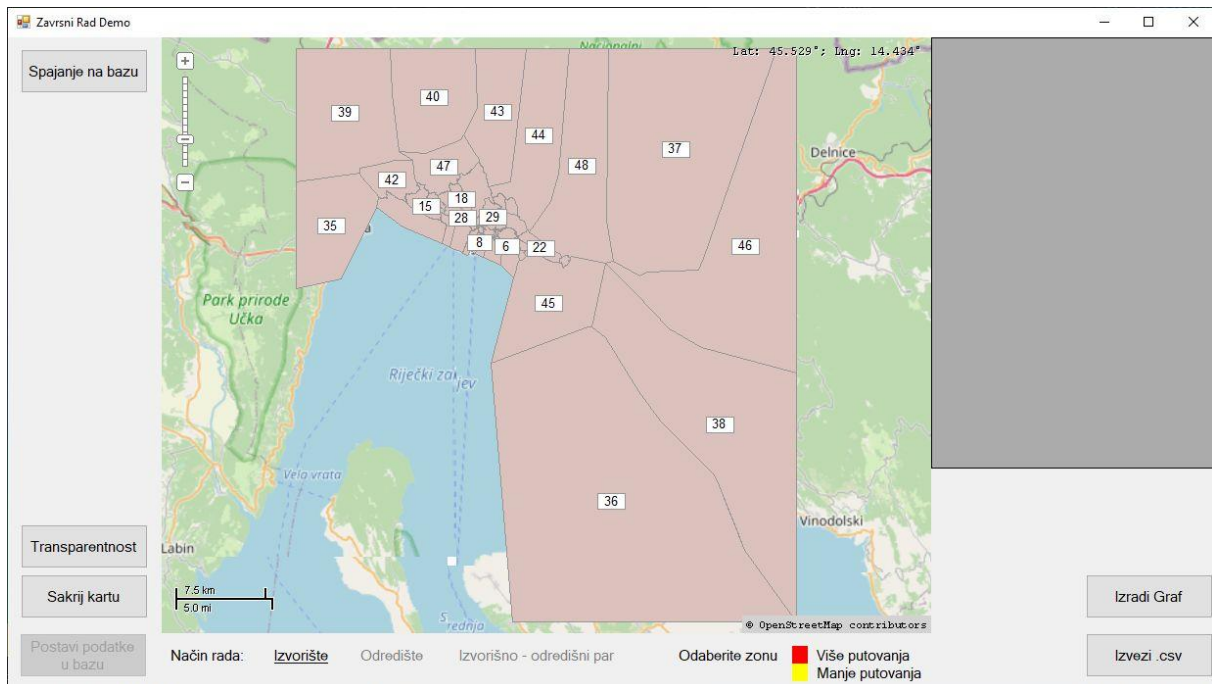 Zavrsni Rad Demo
Spajanje na bazu
Lat: 45.529°; Lng: 14.434°
Nacionalni
39
40
43
44
48
37
Delnice
47
42
18
15
28
29
35
8
6
22
46
Park prirode
Učka
45
Riječki
38
Vela vrata
36
Vinodolski
Labin
Transparentnost
Sakrij kartu
7.5 km
5.0 mi
Srednja
© OpenStreetMap contributors
Izradi Graf
Postavi podatke
u bazu
Način rada: Izvorište Odredište Izvorišno - odredišni par Odaberite zonu Više putovanja
Manje putovanja
Izvezi .csv